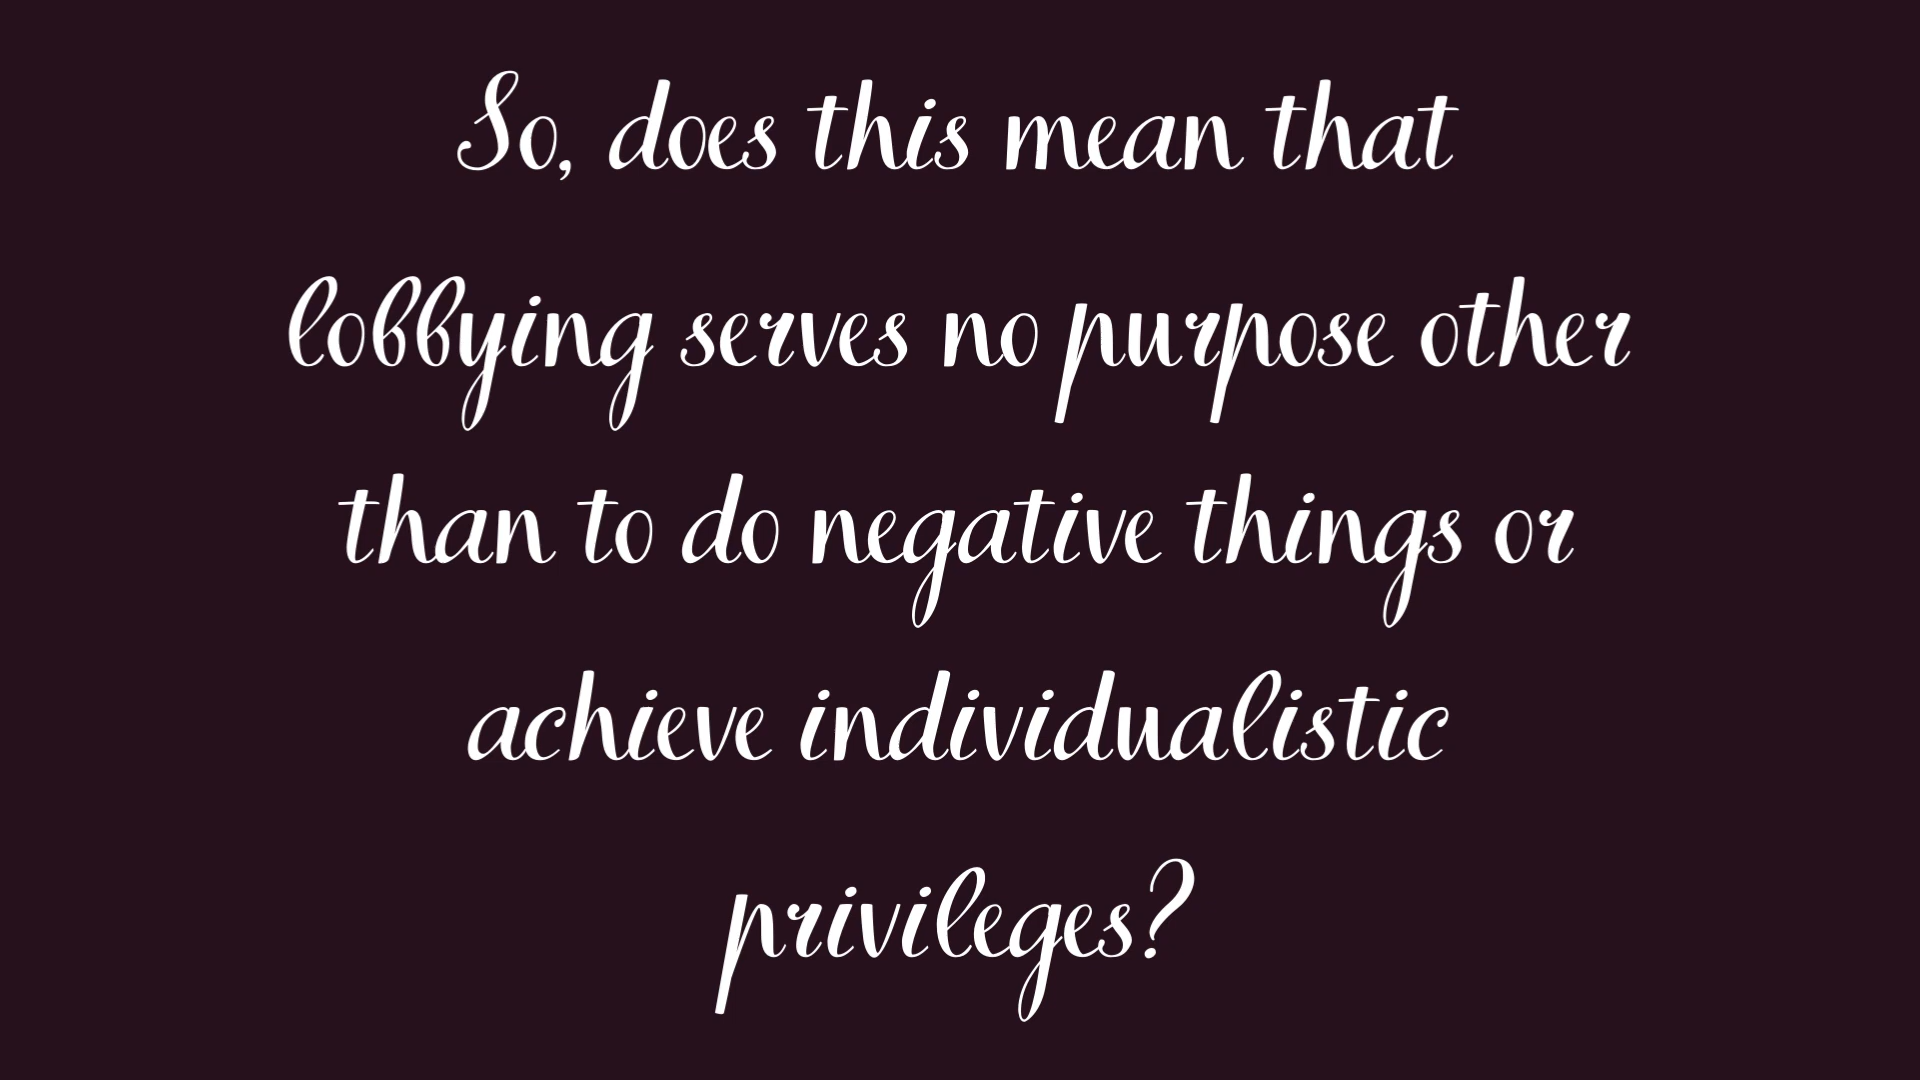 So, does this mean that
lobbying serves no purpose other
than to do negative things or
achieve individualistic
privileges?